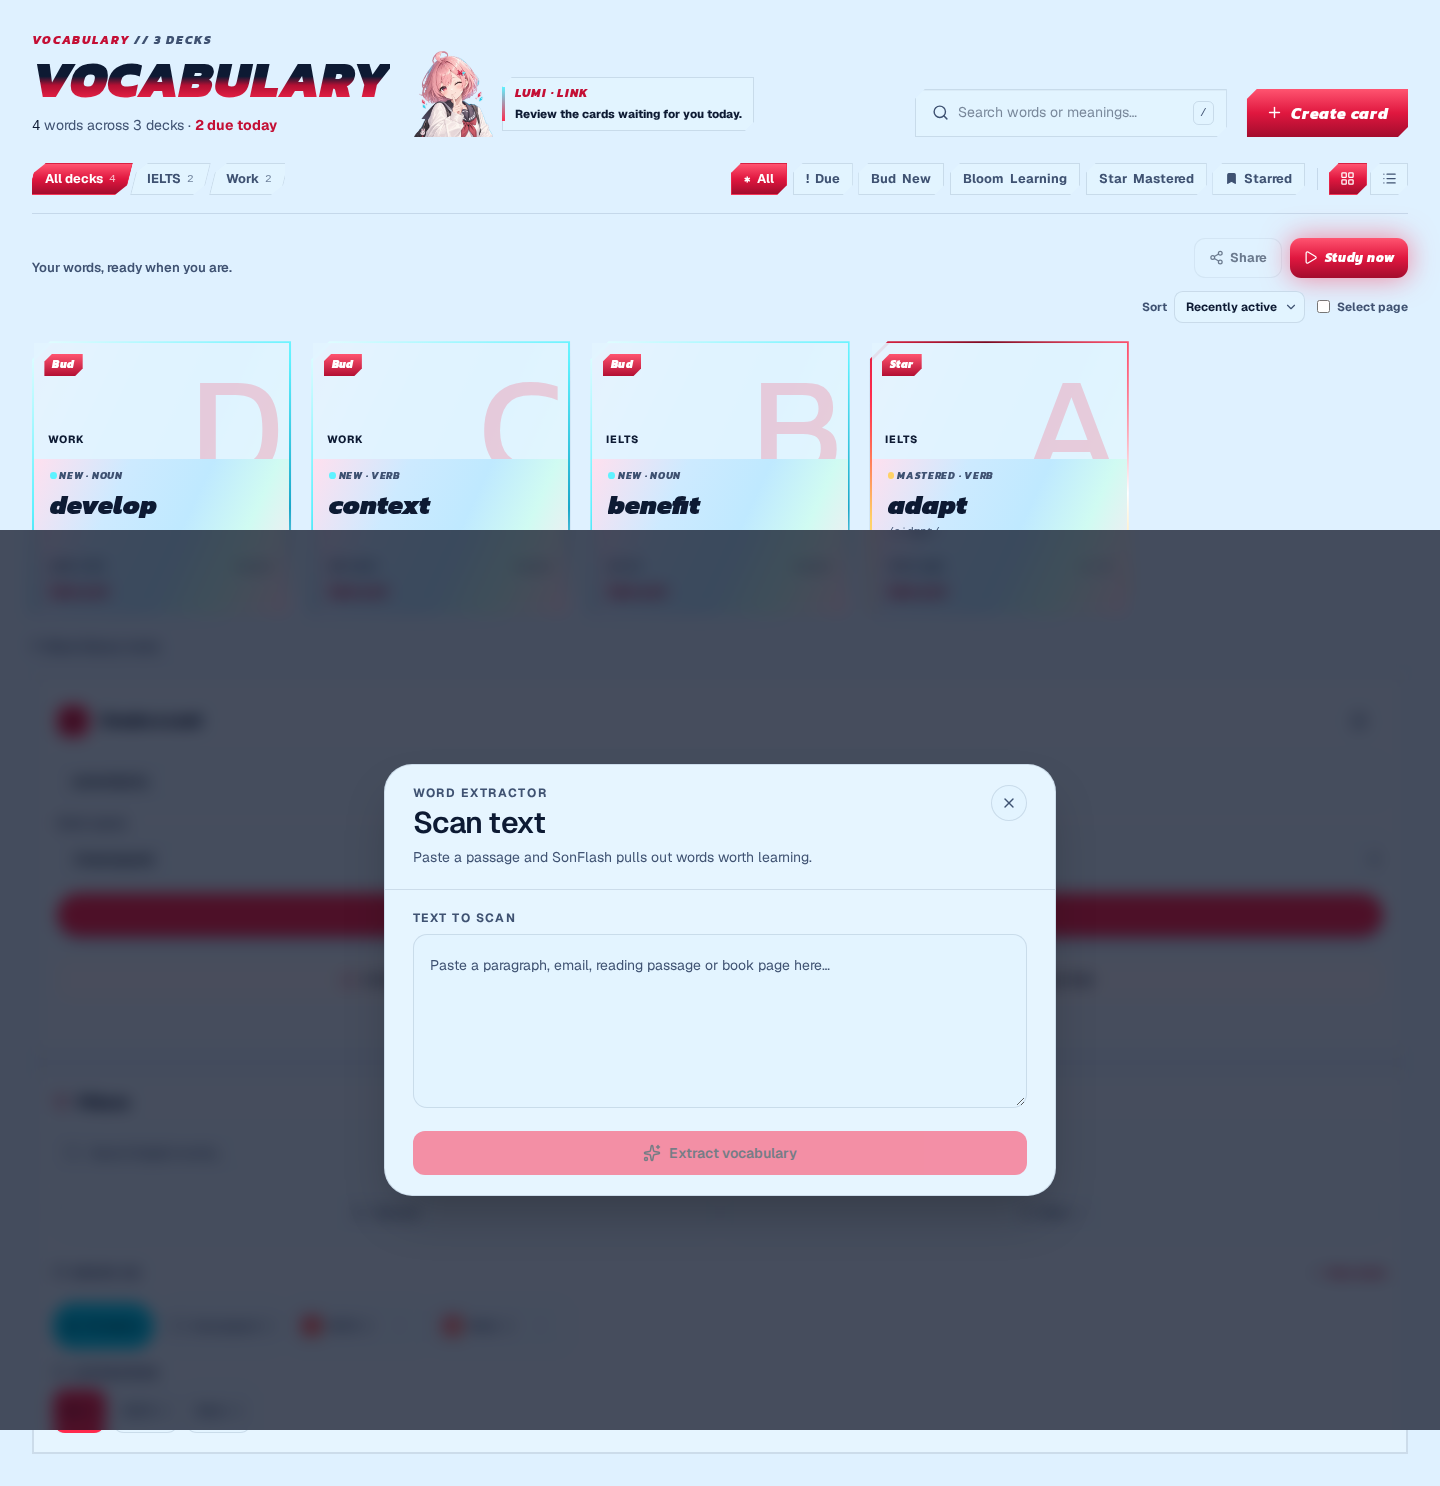 VOCABULARY // 3 DECKS
VOCABULARY
4 words across 3 decks · 2 due today
LUMI · LINK
Review the cards waiting for you today.
Search words or meanings...
/
+ Create card
All decks 4
IELTS 2
Work 2
All
! Due
Bud New
Bloom Learning
Star Mastered
Starred
Your words, ready when you are.
Share
Study now
Sort
Recently active
Select page
Bud
D
WORK
NEW · NOUN
develop
Bud
C
WORK
NEW · VERB
context
Bud
B
IELTS
NEW · NOUN
benefit
Star
A
IELTS
MASTERED · VERB
adapt
WORD EXTRACTOR
Scan text
Paste a passage and SonFlash pulls out words worth learning.
TEXT TO SCAN
Paste a paragraph, email, reading passage or book page here...
Extract vocabulary